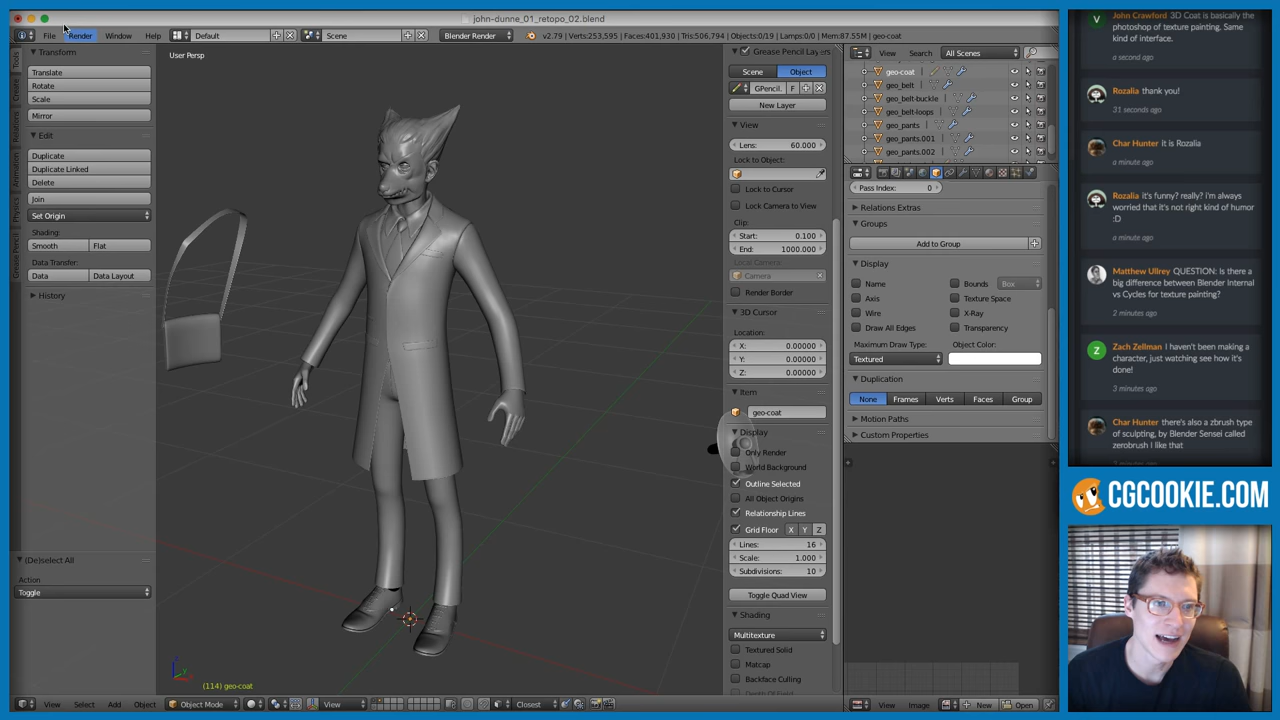 john-dunne_01_retopo_02.blend
File Render Window Help Default Scene Blender Render v2.79 | Verts:253,595 | Faces:401,930 | Tris:506,794 | Objects:0/19 | Lamps:0/0 | Mem:87.55M | geo-coat
Transform
Translate
Rotate
Scale
Mirror
Edit
Duplicate
Duplicate Linked
Delete
Join
Set Origin
Shading:
Smooth Flat
Data Transfer:
Data Data Layout
History
(De)select All
Action
Toggle
Tools
Create
Relations
Animation
Physics
Grease Pencil
User Persp
(114) geo-coat
View Select Add Object Object Mode View Closest
Grease Pencil Layers
Scene Object
GPencil. F
New Layer
View
Lens: 60.000
Lock to Object:
Lock to Cursor
Lock Camera to View
Clip:
Start: 0.100
End: 1000.000
Local Camera:
Camera
Render Border
3D Cursor
Location:
X: 0.00000
Y: 0.00000
Z: 0.00000
Item
geo-coat
Display
Only Render
World Background
Outline Selected
All Object Origins
Relationship Lines
Grid Floor X Y Z
Lines: 16
Scale: 1.000
Subdivisions: 10
Toggle Quad View
Shading
Multitexture
Textured Solid
Matcap
Backface Culling
View Search All Scenes
geo-coat
geo_belt
geo_belt-buckle
geo_belt-loops
geo_pants
geo_pants.001
geo_pants.002
Pass Index: 0
Relations Extras
Groups
Add to Group
Display
Name Bounds Box
Axis Texture Space
Wire X-Ray
Draw All Edges Transparency
Maximum Draw Type: Object Color:
Textured
Duplication
None Frames Verts Faces Group
Motion Paths
Custom Properties
View Image New Open
John Crawford 3D Coat is basically the
photoshop of texture painting. Same
kind of interface.
a second ago
Rozalia thank you!
31 seconds ago
Char Hunter it is Rozalia
a minute ago
Rozalia it's funny? really? i'm always
worried that it's not right kind of humor
:D
a minute ago
Matthew Ullrey QUESTION: Is there a
big difference between Blender Internal
vs Cycles for texture painting?
2 minutes ago
Zach Zellman I haven't been making a
character, just watching see how it's
done!
3 minutes ago
Char Hunter there's also a zbrush type
of sculpting, by Blender Sensei called
zerobrush I like that
CGCOOKIE.COM